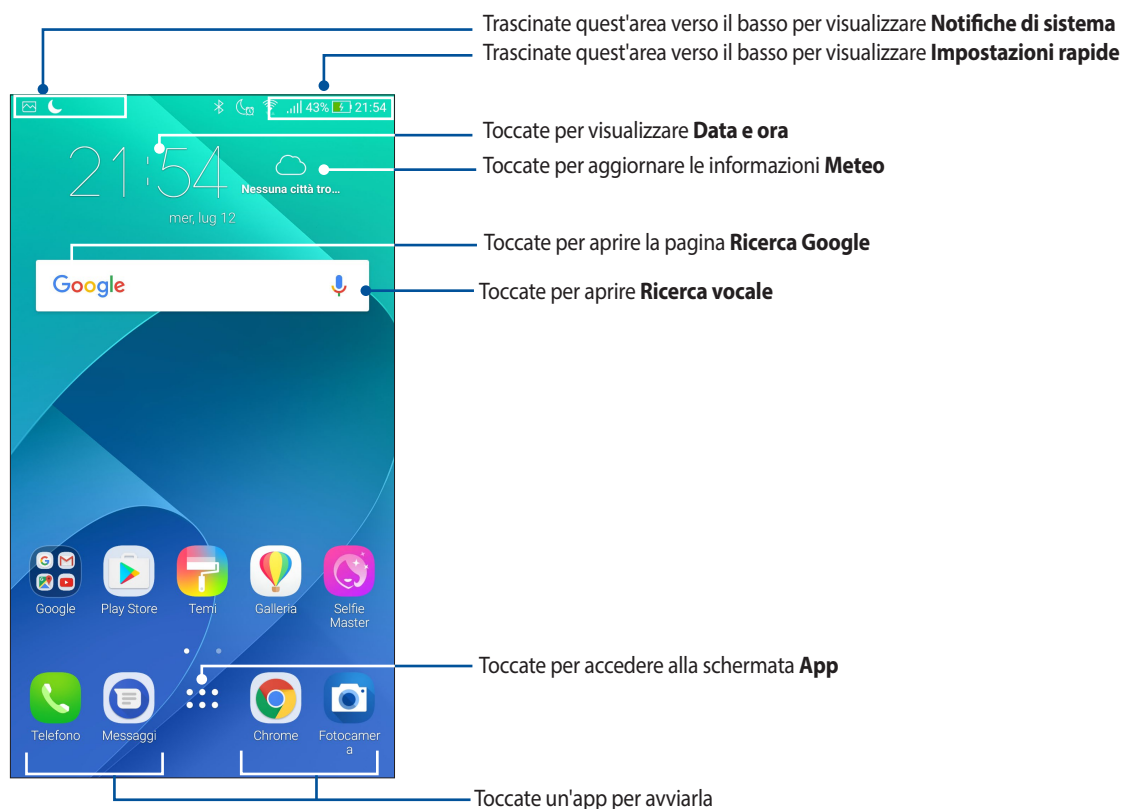 Trascinate quest'area verso il basso per visualizzare Notifiche di sistema
Trascinate quest'area verso il basso per visualizzare Impostazioni rapide
43% 21:54
Toccate per visualizzare Data e ora
21:54
Toccate per aggiornare le informazioni Meteo
Nessuna città tro...
mer, lug 12
Toccate per aprire la pagina Ricerca Google
Google
Toccate per aprire Ricerca vocale
Google Play Store Temi Galleria Selfie
Master
Toccate per accedere alla schermata App
Telefono Messaggi Chrome Fotocamer
a
Toccate un'app per avviarla